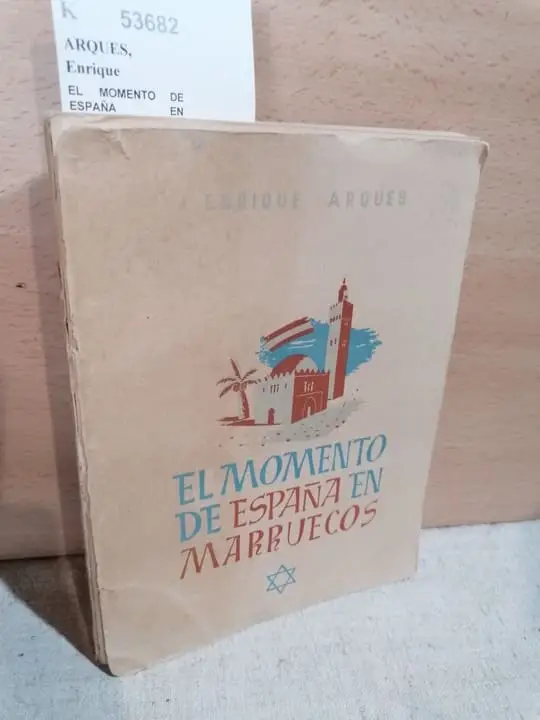 K 53682
ARQUES,
Enrique
EL MOMENTO DE
ESPAÑA EN
ENRIQUE ARQUES
EL MOMENTO
DE ESPAÑA EN
MARRUECOS